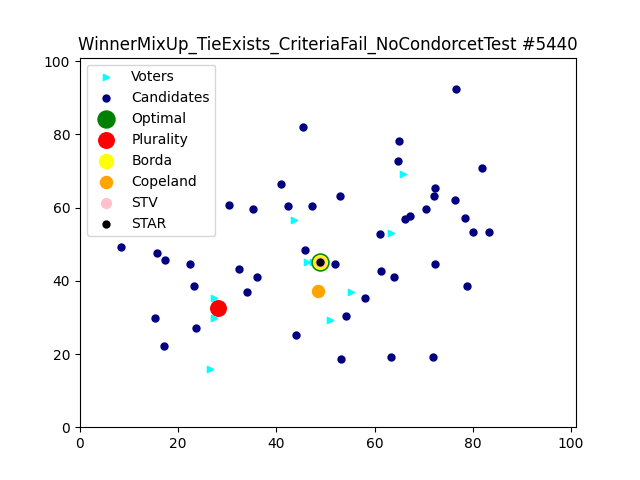 WinnerMixUp_TieExists_CriteriaFail_NoCondorcetTest #5440
100
80
60
40
20
0
Voters
Candidates
Optimal
Plurality
Borda
Copeland
STV
STAR
0 20 40 60 80 100